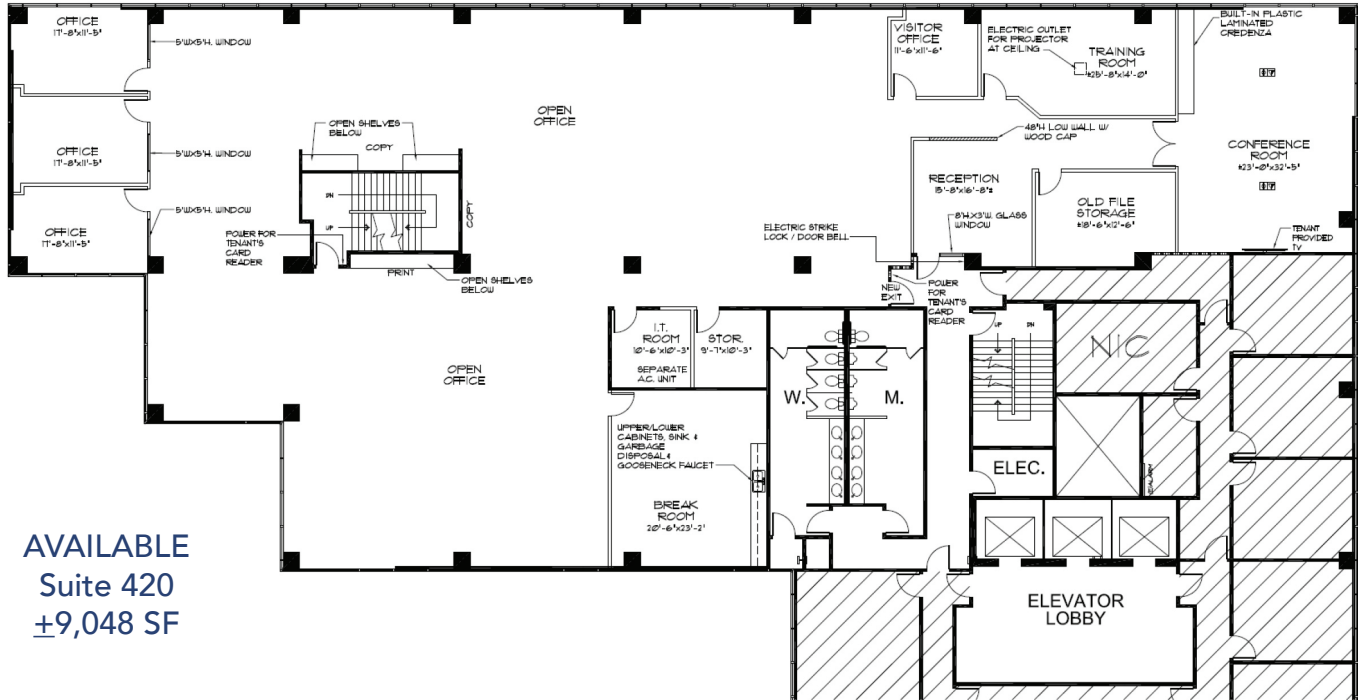 OFFICE
17'-8"x11'-5"
5'WX5'H. WINDOW
VISITOR
OFFICE
11'-6"x11'-6"
ELECTRIC OUTLET
FOR PROJECTOR
AT CEILING
TRAINING
ROOM
±25'-8"x14'-0"
BUILT-IN PLASTIC
LAMINATED
CREDENZA
OPEN
OFFICE
OPEN SHELVES
BELOW
COPY
OFFICE
17'-8"x11'-5"
5'WX5'H. WINDOW
48"H LOW WALL W/
WOOD CAP
CONFERENCE
ROOM
±23'-0"x32'-5"
RECEPTION
15'-8"x16'-8"±
OLD FILE
STORAGE
±18'-6"x12'-6"
DN
UP
COPY
OFFICE
17'-8"x11'-5"
5'WX5'H. WINDOW
POWER FOR
TENANT'S
CARD
READER
PRINT
OPEN SHELVES
BELOW
ELECTRIC STRIKE
LOCK / DOOR BELL
8'H.X3'W. GLASS
WINDOW
TENANT
PROVIDED
TV
NEW
EXIT
POWER
FOR
TENANT'S
CARD
READER
I.T.
ROOM
10'-6"x10'-3"
SEPARATE
A.C. UNIT
STOR.
9'-7"x10'-3"
UP
DN
NIC
OPEN
OFFICE
W.
M.
UPPER/LOWER
CABINETS, SINK &
GARBAGE
DISPOSAL &
GOOSENECK FAUCET
BREAK
ROOM
20'-6"x23'-2"
ELEC.
AVAILABLE
Suite 420
±9,048 SF
ELEVATOR
LOBBY